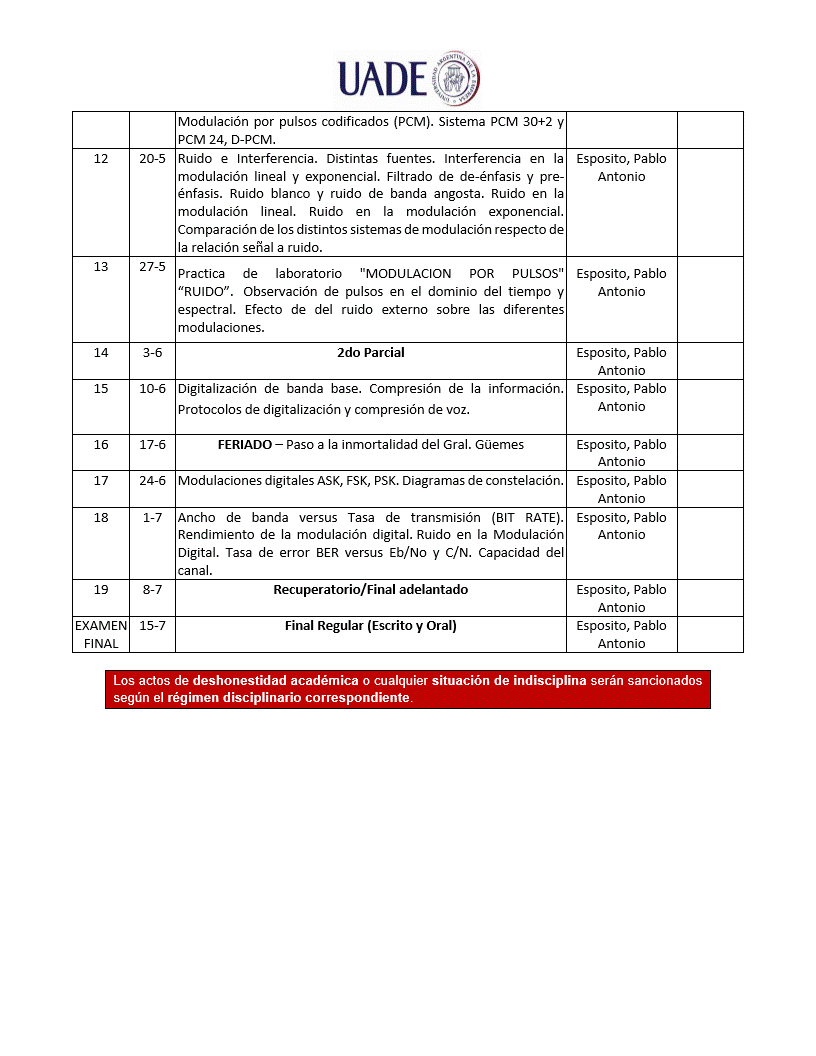 UADE
UNIVERSIDAD ARGENTINA DE LA EMPRESA
Modulación por pulsos codificados (PCM). Sistema PCM 30+2 y
PCM 24, D-PCM.
12 20-5 Ruido e Interferencia. Distintas fuentes. Interferencia en la Esposito, Pablo
modulación lineal y exponencial. Filtrado de de-énfasis y pre- Antonio
énfasis. Ruido blanco y ruido de banda angosta. Ruido en la
modulación lineal. Ruido en la modulación exponencial.
Comparación de los distintos sistemas de modulación respecto de
la relación señal a ruido.
13 27-5 Practica de laboratorio "MODULACION POR PULSOS" Esposito, Pablo
“RUIDO”. Observación de pulsos en el dominio del tiempo y Antonio
espectral. Efecto de del ruido externo sobre las diferentes
modulaciones.
14 3-6 2do Parcial Esposito, Pablo
Antonio
15 10-6 Digitalización de banda base. Compresión de la información. Esposito, Pablo
Protocolos de digitalización y compresión de voz. Antonio
16 17-6 FERIADO – Paso a la inmortalidad del Gral. Güemes Esposito, Pablo
Antonio
17 24-6 Modulaciones digitales ASK, FSK, PSK. Diagramas de constelación. Esposito, Pablo
Antonio
18 1-7 Ancho de banda versus Tasa de transmisión (BIT RATE). Esposito, Pablo
Rendimiento de la modulación digital. Ruido en la Modulación Antonio
Digital. Tasa de error BER versus Eb/No y C/N. Capacidad del
canal.
19 8-7 Recuperatorio/Final adelantado Esposito, Pablo
Antonio
EXAMEN 15-7 Final Regular (Escrito y Oral) Esposito, Pablo
FINAL Antonio
Los actos de deshonestidad académica o cualquier situación de indisciplina serán sancionados
según el régimen disciplinario correspondiente.